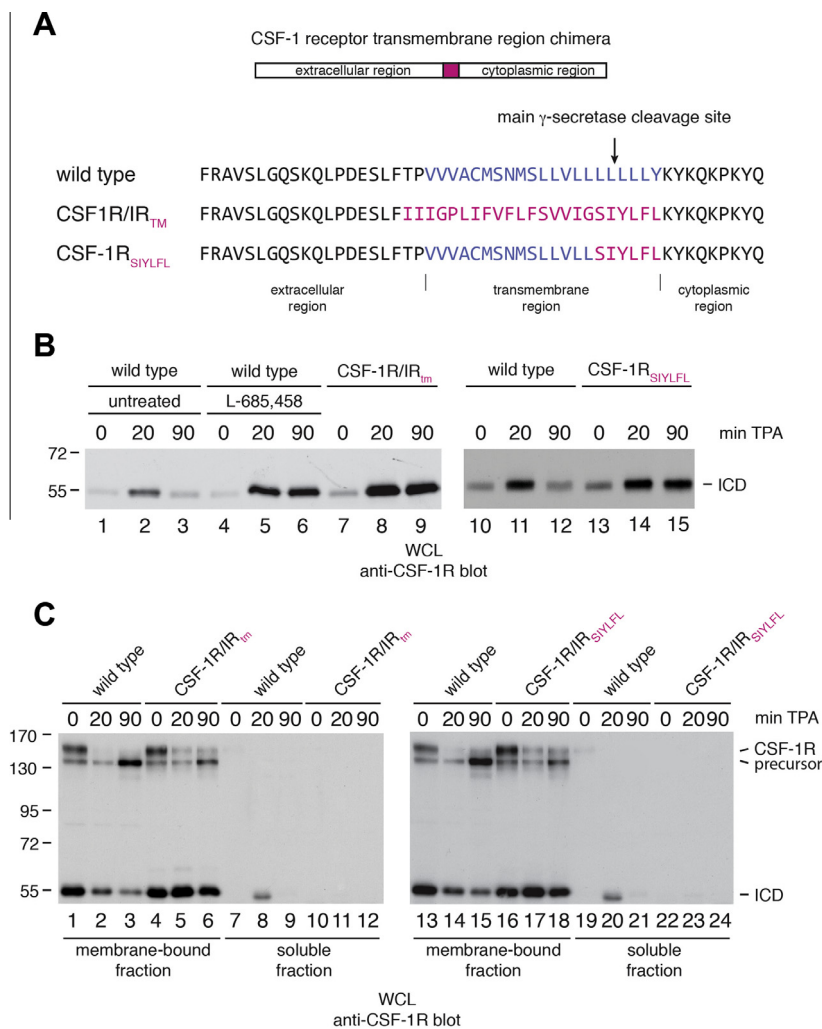 A
CSF-1 receptor transmembrane region chimera
extracellular region cytoplasmic region
main γ-secretase cleavage site
wild type FRAVSLGQSKQLPDESLFTPVVVACMSNMSLLVLLLLLLLYKYKQKPKYQ
CSF1R/IRTM FRAVSLGQSKQLPDESLFIIIGPLIFVFLFSVVIGSIYLFLKYKQKPKYQ
CSF-1RSIYLFL FRAVSLGQSKQLPDESLFTPVVVACMSNMSLLVLLSIYLFLKYKQKPKYQ
extracellular region transmembrane region cytoplasmic region
B
wild type wild type CSF-1R/IRtm wild type CSF-1RSIYLFL
untreated L-685,458
0 20 90 0 20 90 0 20 90 0 20 90 0 20 90 min TPA
72
55 ICD
1 2 3 4 5 6 7 8 9 10 11 12 13 14 15
WCL
anti-CSF-1R blot
C
wild type CSF-1R/IRtm wild type CSF-1R/IRtm wild type CSF-1R/IRSIYLFL wild type CSF-1R/IRSIYLFL
0 20 90 0 20 90 0 20 90 0 20 90 0 20 90 0 20 90 0 20 90 0 20 90 min TPA
170
CSF-1R
130 precursor
95
72
55 ICD
1 2 3 4 5 6 7 8 9 10 11 12 13 14 15 16 17 18 19 20 21 22 23 24
membrane-bound fraction soluble fraction membrane-bound fraction soluble fraction
WCL
anti-CSF-1R blot